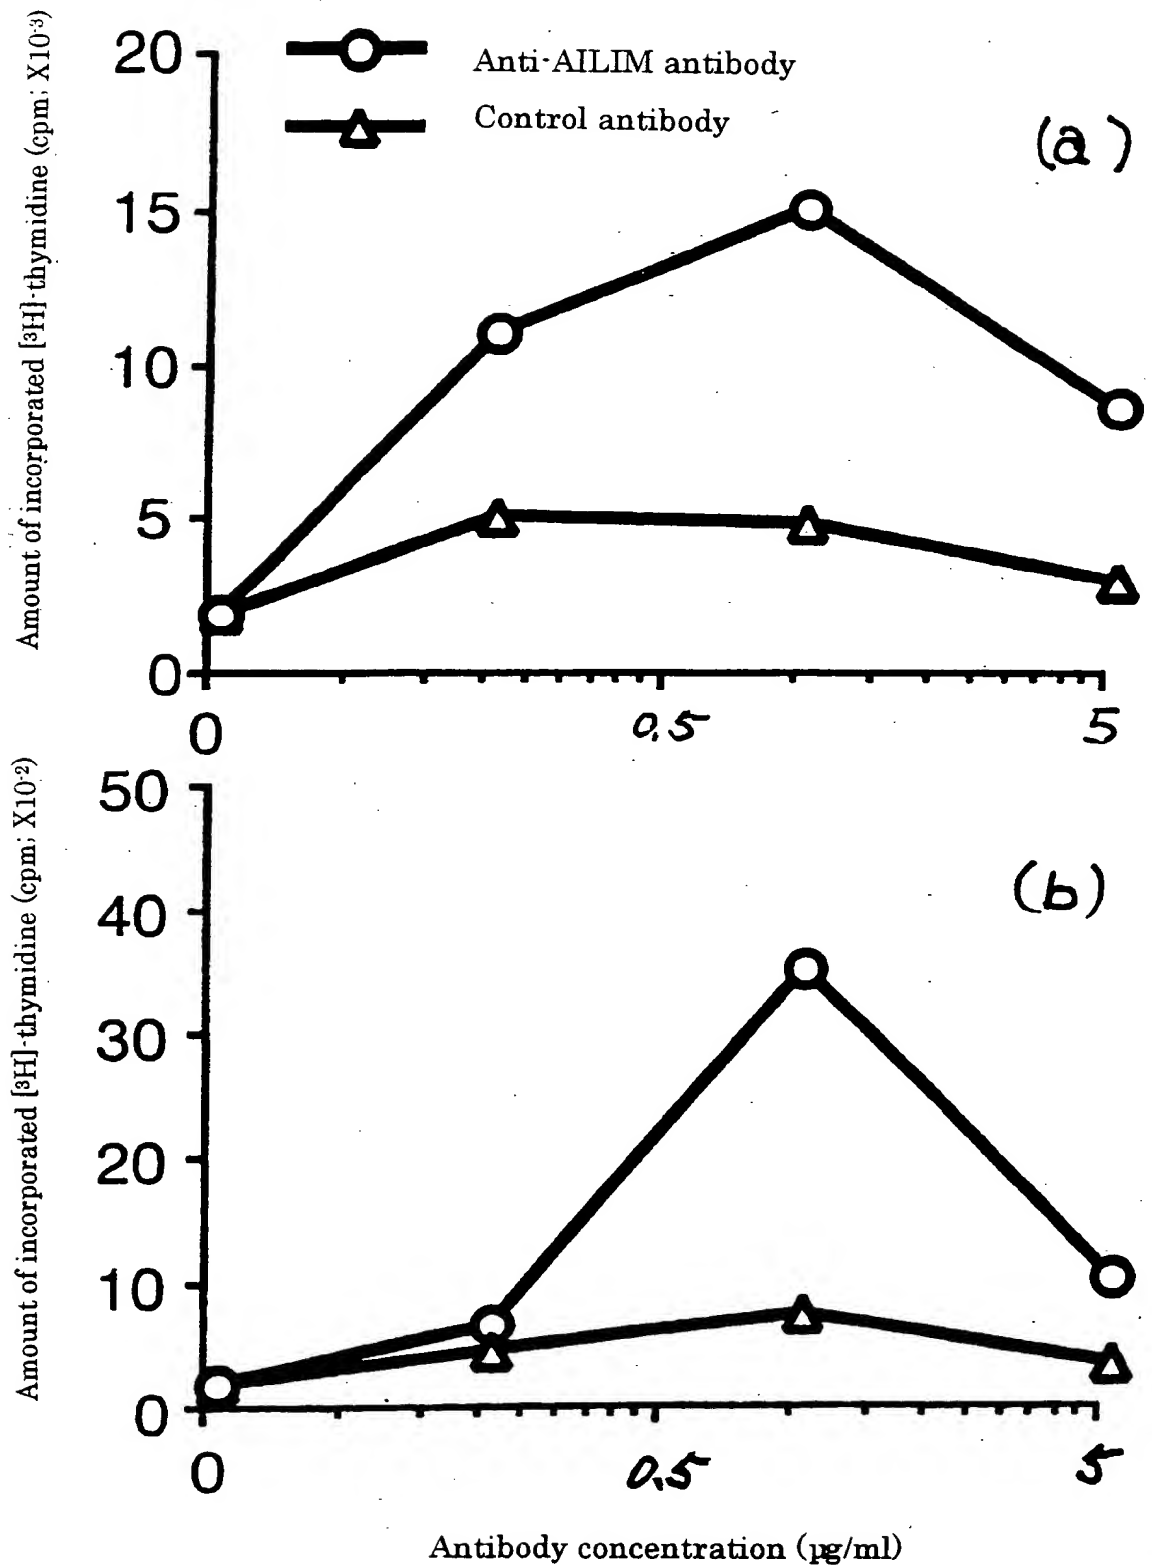 Amount of incorporated [³H]-thymidine (cpm; X10⁻³)
20
15
10
5
0
Anti-AILIM antibody
Control antibody
(a)
0
0.5
5
Amount of incorporated [³H]-thymidine (cpm; X10⁻²)
50
40
30
20
10
0
(b)
0
0.5
5
Antibody concentration (µg/ml)